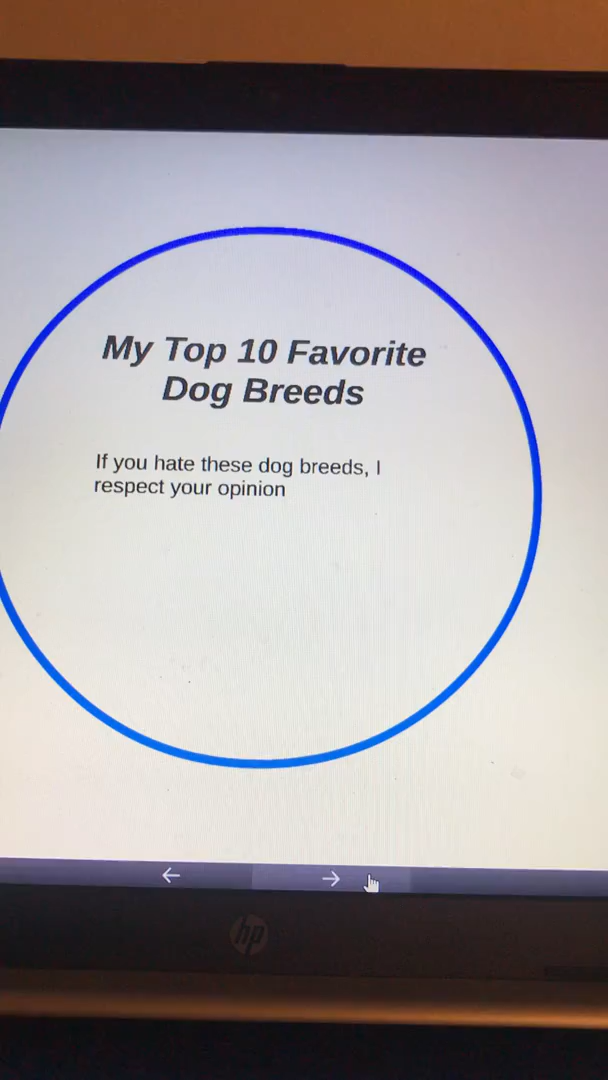 My Top 10 Favorite
Dog Breeds
If you hate these dog breeds, I
respect your opinion
hp